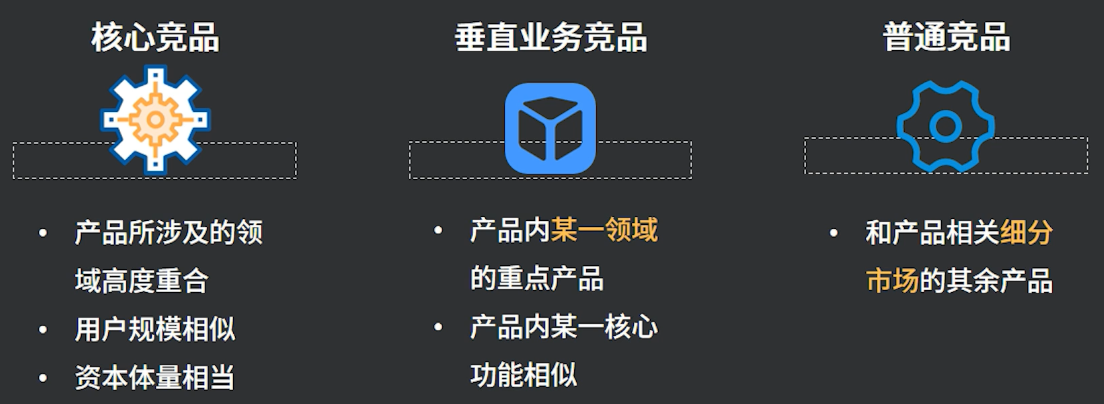 核心竞品
垂直业务竞品
普通竞品
• 产品所涉及的领
域高度重合
• 用户规模相似
• 资本体量相当
• 产品内某一领域
的重点产品
• 产品内某一核心
功能相似
• 和产品相关细分
市场的其余产品